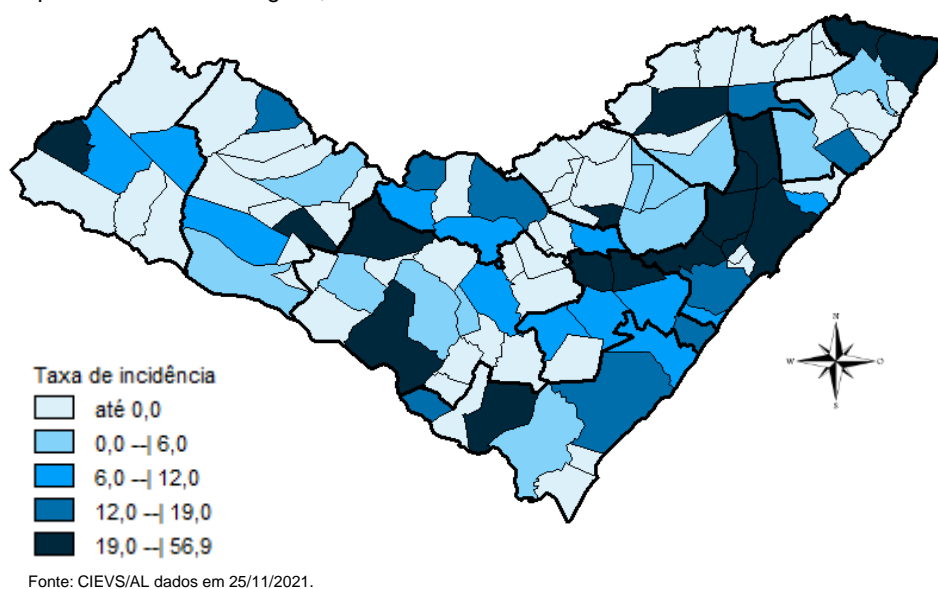 N
W
O
S
Taxa de incidência
até 0,0
0,0 --| 6,0
6,0 --| 12,0
12,0 --| 19,0
19,0 --| 56,9
Fonte: CIEVS/AL dados em 25/11/2021.